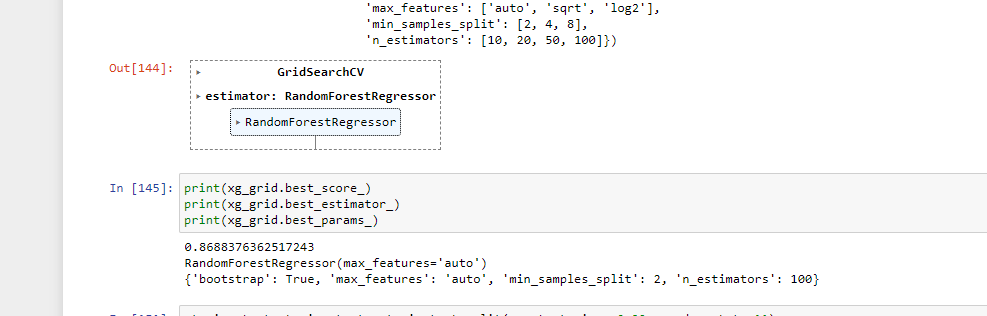 'max_features': ['auto', 'sqrt', 'log2'],
'min_samples_split': [2, 4, 8],
'n_estimators': [10, 20, 50, 100]})
Out[144]:
GridSearchCV
estimator: RandomForestRegressor
RandomForestRegressor
In [145]:
print(xg_grid.best_score_)
print(xg_grid.best_estimator_)
print(xg_grid.best_params_)
0.8688376362517243
RandomForestRegressor(max_features='auto')
{'bootstrap': True, 'max_features': 'auto', 'min_samples_split': 2, 'n_estimators': 100}